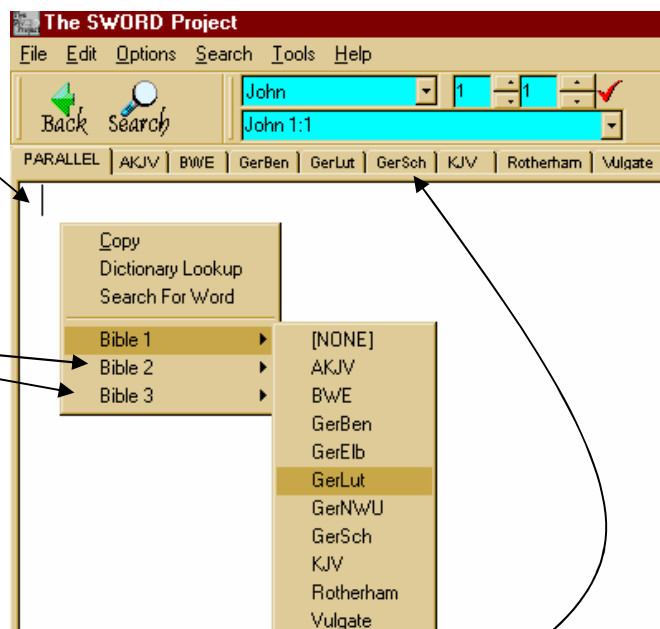 The SWORD Project
File Edit Options Search Tools Help
John 1 1
Back Search John 1:1
PARALLEL AKJV BWE GerBen GerLut GerSch KJV Rotherham Vulgate
Copy
Dictionary Lookup
Search For Word
Bible 1
Bible 2
Bible 3
[NONE]
AKJV
BWE
GerBen
GerElb
GerLut
GerNWU
GerSch
KJV
Rotherham
Vulgate